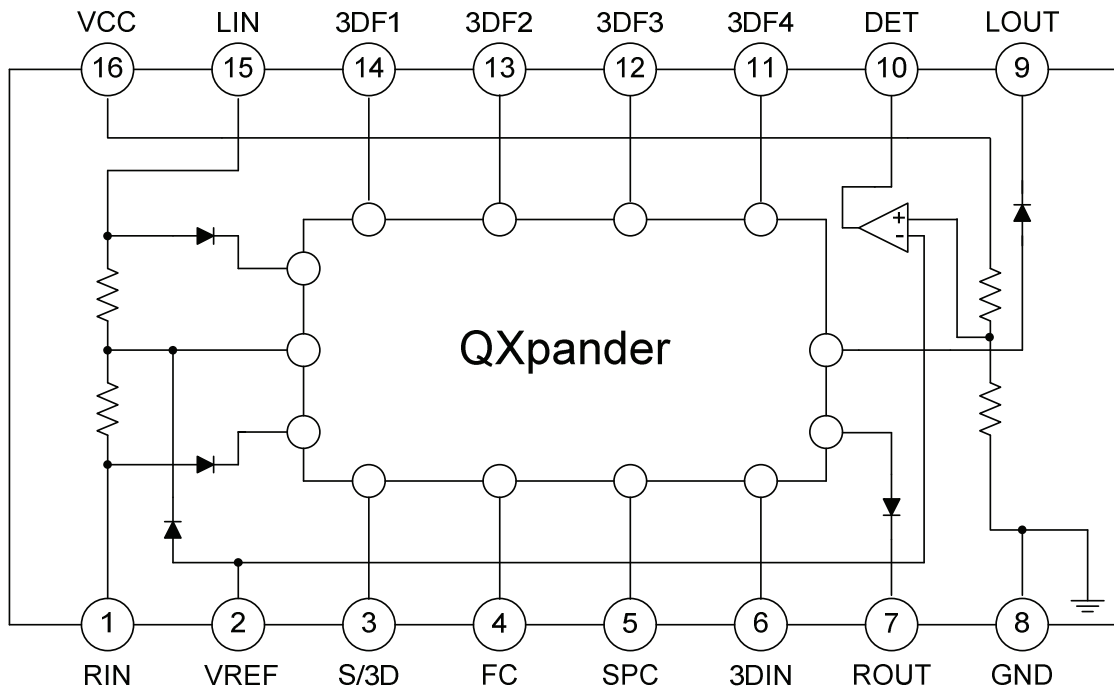 VCC LIN 3DF1 3DF2 3DF3 3DF4 DET LOUT
16 15 14 13 12 11 10 9
+
-
QXpander
1 2 3 4 5 6 7 8
RIN VREF S/3D FC SPC 3DIN ROUT GND